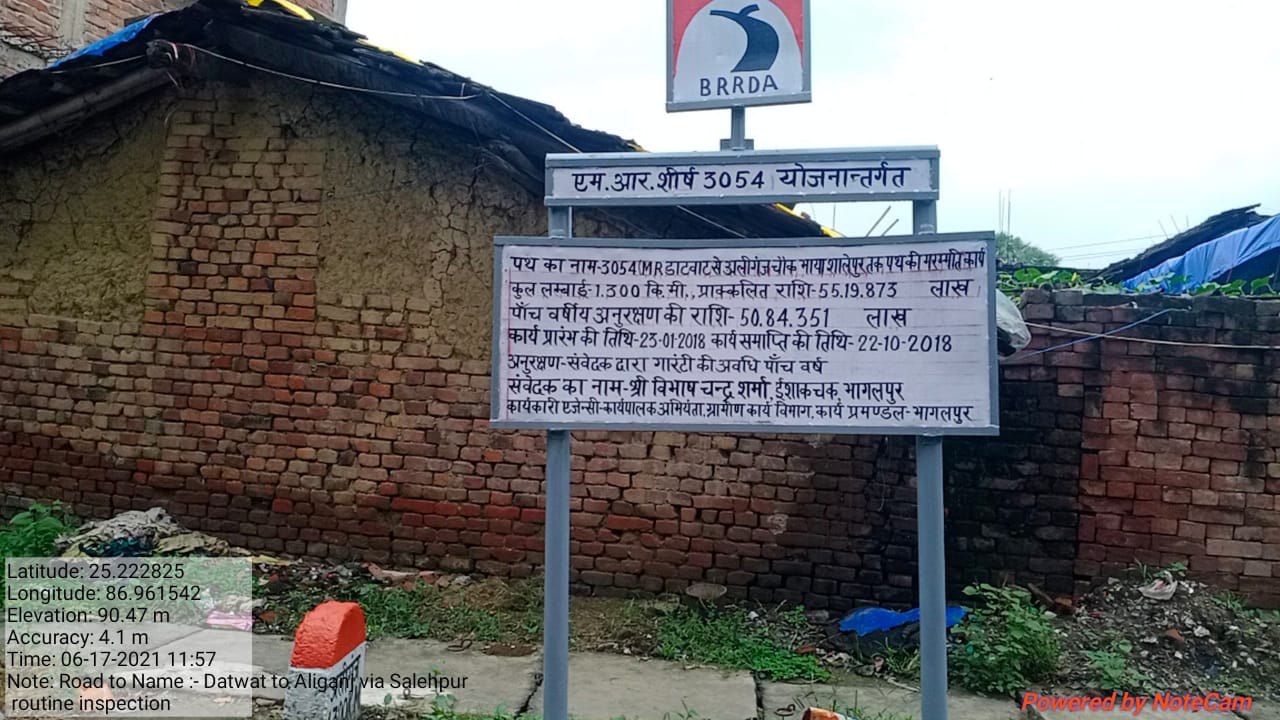 BRRDA
एम.आर.शीर्ष 3054 योजनान्तर्गत
पथ का नाम-3054(M.R डाटवाट से अलीगंज चौक भाया शालेपुर तक पथ की मरम्मति कार्य
कुल लम्बाई-1.300 कि.मी., प्राक्कलित राशि-55.19.873 लाख
पाँच वर्षीय अनुरक्षण की राशि-50.84.351 लाख
कार्य प्रारंभ की तिथि-23-01-2018 कार्य समाप्ति की तिथि-22-10-2018
अनुरक्षण-संवेदक द्वारा गारंटी की अवधि पाँच वर्ष
संवेदक का नाम-श्री विभाष चन्द्र शर्मा, ईशाकचक, भागलपुर
कार्यकारी एजेन्सी-कार्यपालक अभियंता, ग्रामीण कार्य विभाग, कार्य प्रमण्डल-भागलपुर
Latitude: 25.222825
Longitude: 86.961542
Elevation: 90.47 m
Accuracy: 4.1 m
Time: 06-17-2021 11:57
Note: Road to Name :- Datwat to Aliganj via Salehpur
routine inspection
Powered by NoteCam